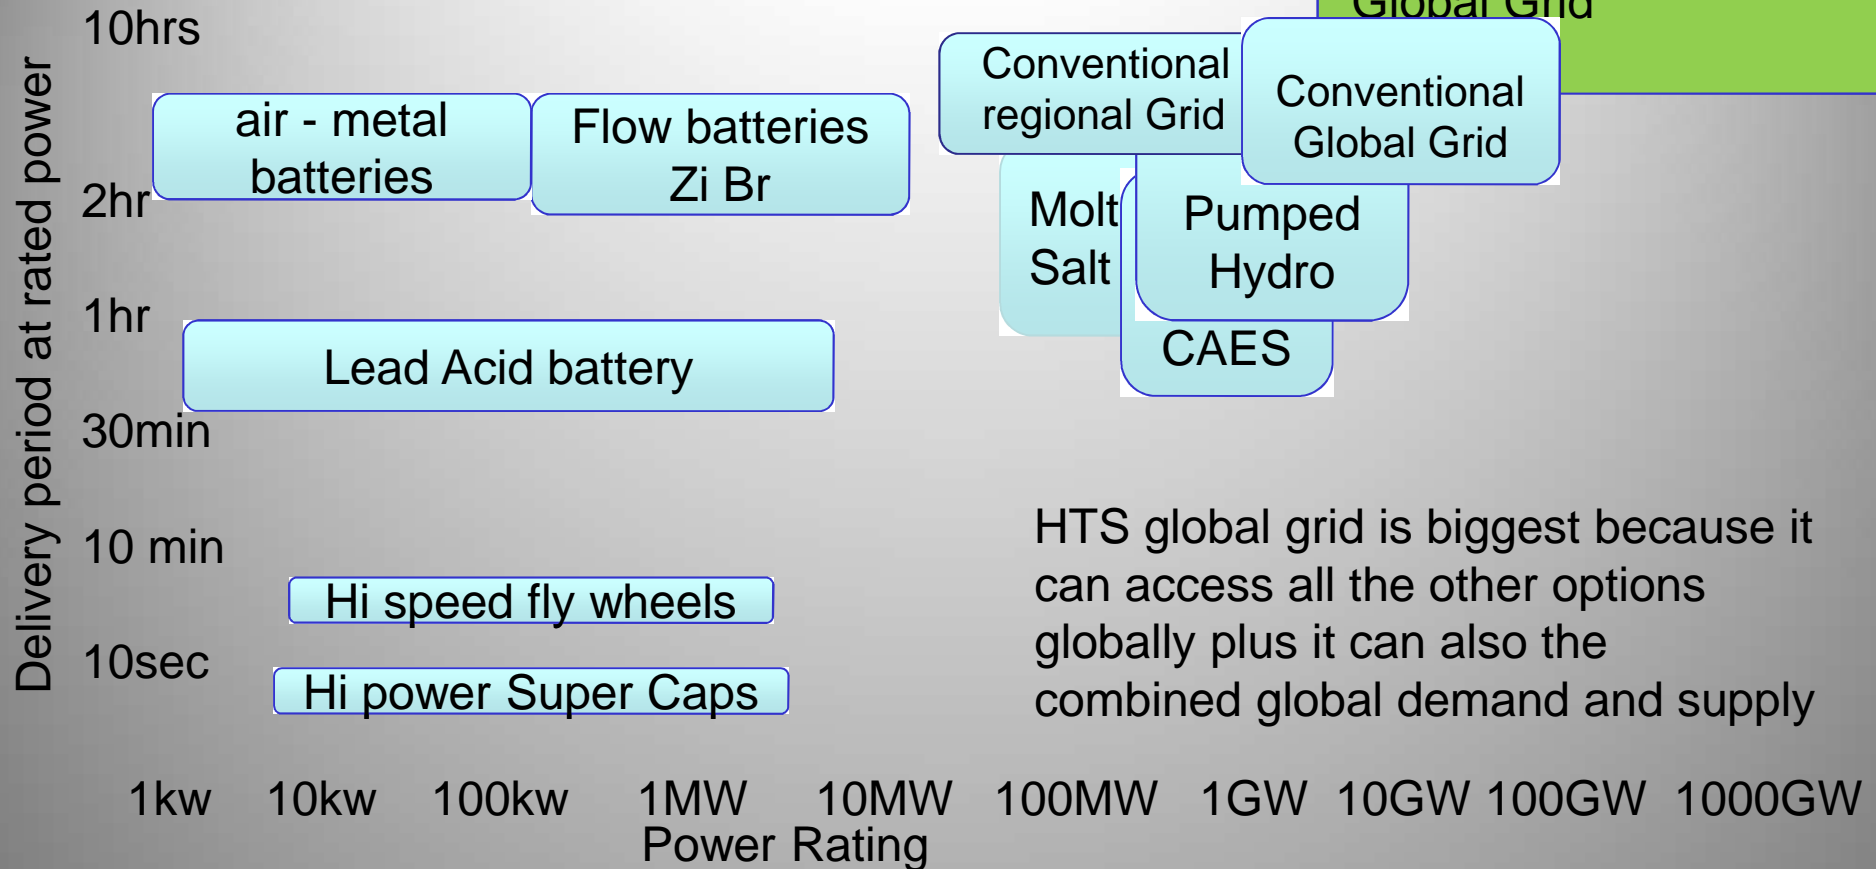 Global Grid
10hrs
Conventional
regional Grid
Conventional
Global Grid
air - metal
batteries
Flow batteries
Zi Br
2hr
Molt
Salt
Pumped
Hydro
1hr
CAES
Lead Acid battery
30min
10 min
Hi speed fly wheels
10sec
Hi power Super Caps
Delivery period at rated power
HTS global grid is biggest because it
can access all the other options
globally plus it can also the
combined global demand and supply
1kw 10kw 100kw 1MW 10MW 100MW 1GW 10GW 100GW 1000GW
Power Rating